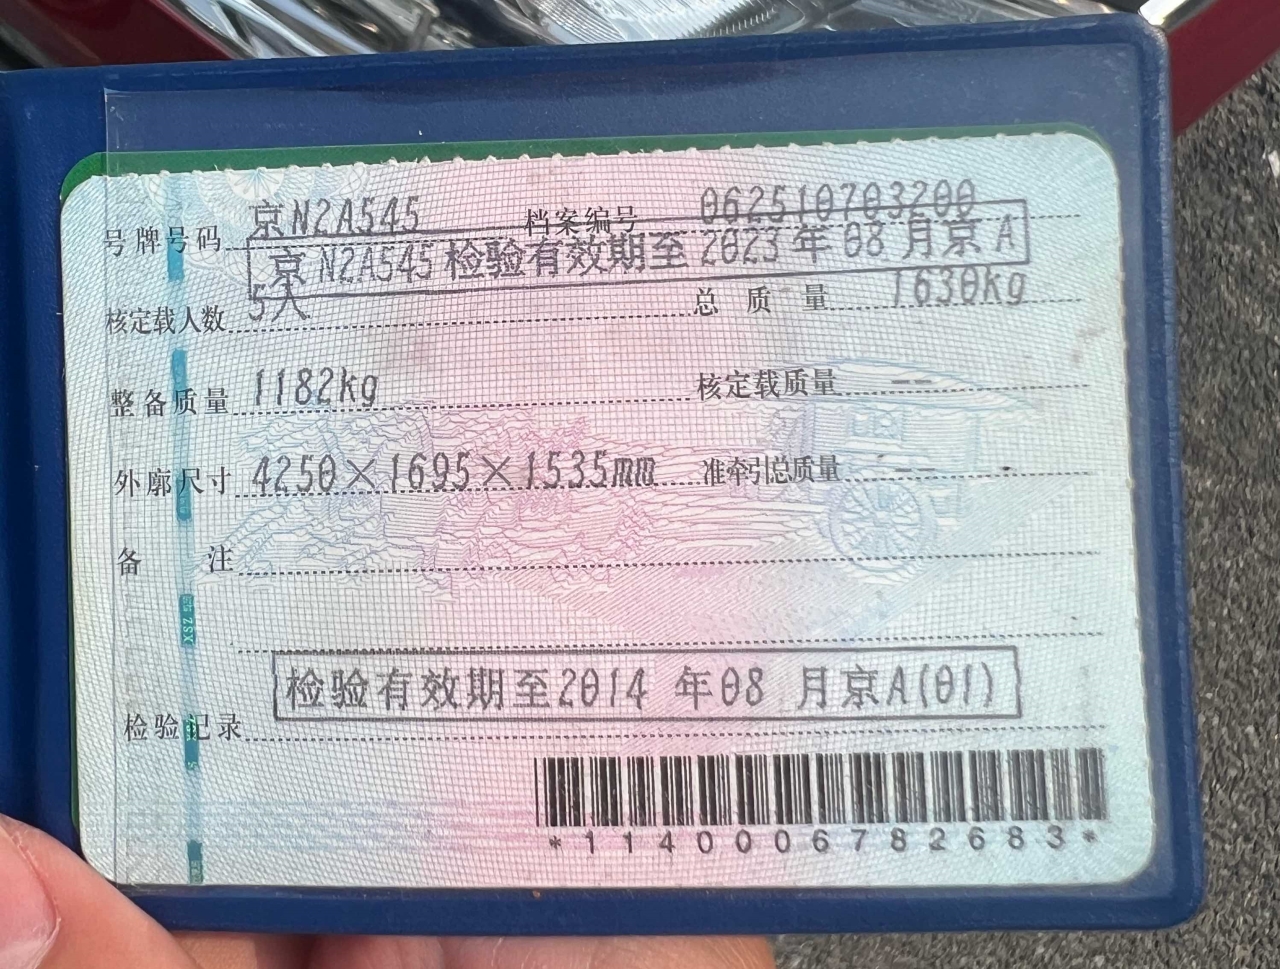 号牌号码 京N2A545 档案编号 062510703200
京N2A545检验有效期至2023年08月京A
核定载人数 5人 总质量 1630kg
整备质量 1182kg 核定载质量 --
外廓尺寸 4250×1695×1535mm 准牵引总质量 --
备注
检验有效期至2014年08月京A(01)
检验记录
*1140006782683*